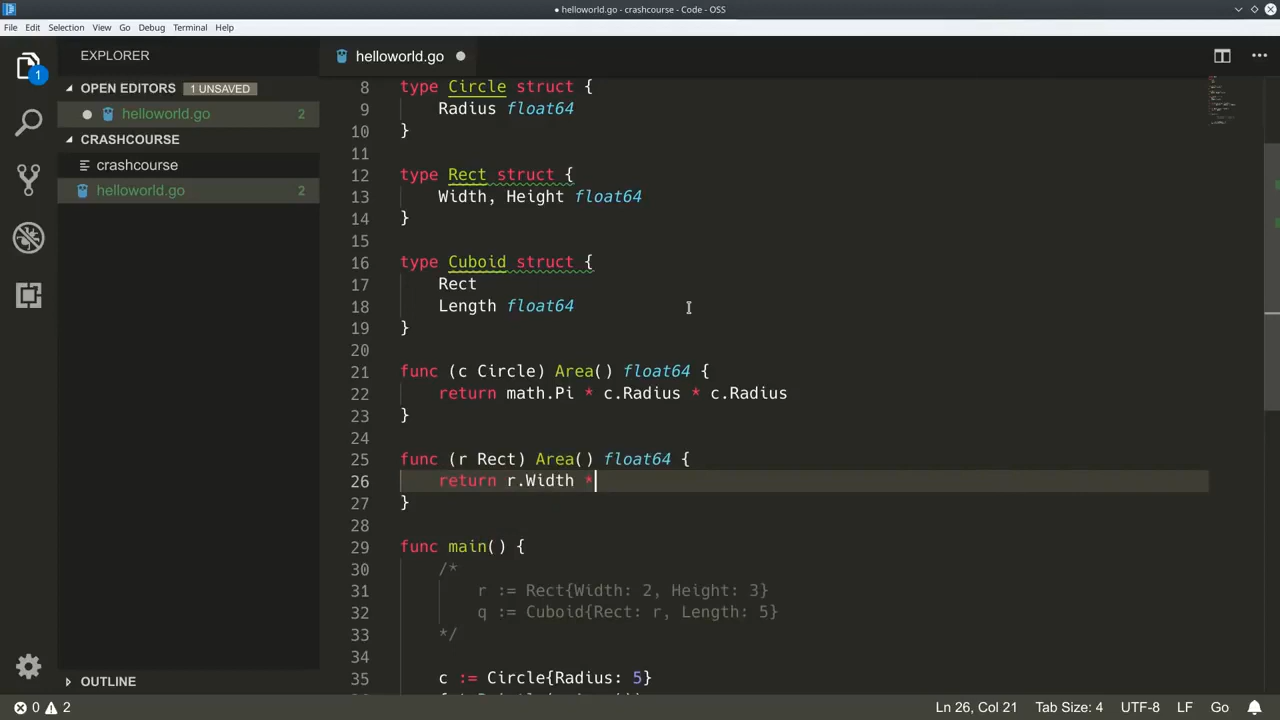 helloworld.go - crashcourse - Code - OSS
File Edit Selection View Go Debug Terminal Help
EXPLORER
OPEN EDITORS 1 UNSAVED
helloworld.go 2
CRASHCOURSE
crashcourse
helloworld.go 2
OUTLINE
1
helloworld.go
8 type Circle struct {
9 Radius float64
10 }
11
12 type Rect struct {
13 Width, Height float64
14 }
15
16 type Cuboid struct {
17 Rect
18 Length float64
19 }
20
21 func (c Circle) Area() float64 {
22 return math.Pi * c.Radius * c.Radius
23 }
24
25 func (r Rect) Area() float64 {
26 return r.Width *
27 }
28
29 func main() {
30 /*
31 r := Rect{Width: 2, Height: 3}
32 q := Cuboid{Rect: r, Length: 5}
33 */
34
35 c := Circle{Radius: 5}
0 2 Ln 26, Col 21 Tab Size: 4 UTF-8 LF Go